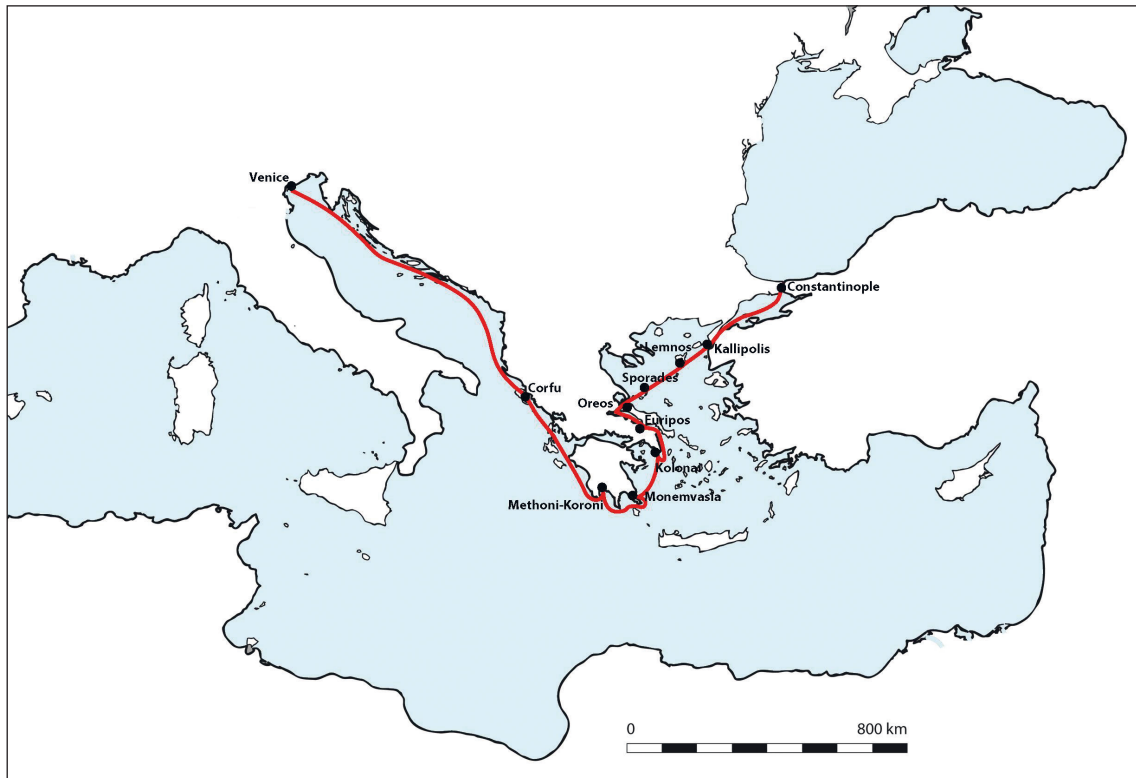 Venice
Constantinople
Lemnos
Kallipolis
Sporades
Corfu
Oreos
Euripos
Kolonai
Methoni-Koroni
Monemvasia
0 800 km